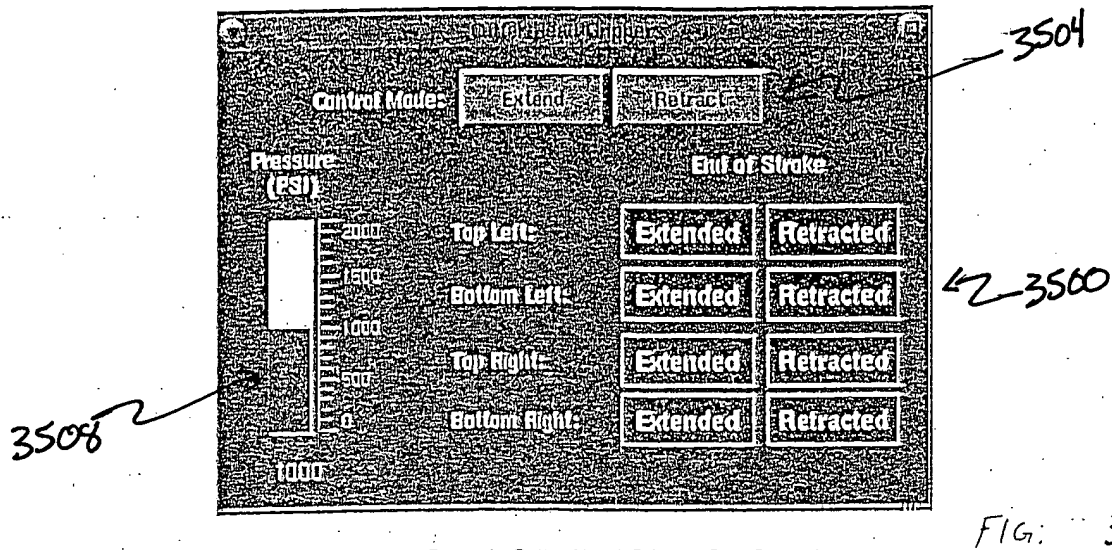 3504
Control Mode: Extend Retract
Pressure
(PSI)
End of Stroke
2000
1500
1000
500
0
1000
Top Left: Extended Retracted
Bottom Left: Extended Retracted
Top Right: Extended Retracted
Bottom Right: Extended Retracted
3500
3508
FIG: